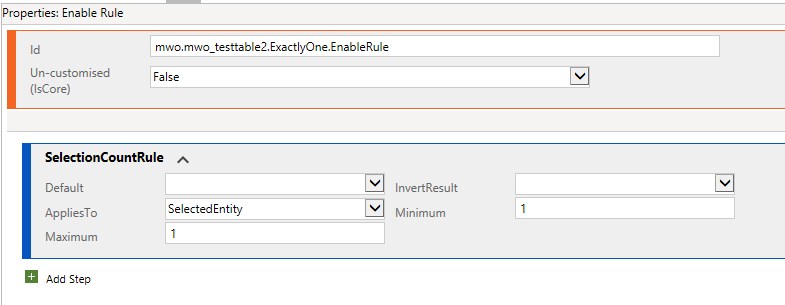 Properties: Enable Rule
Id mwo.mwo_testtable2.ExactlyOne.EnableRule
Un-customised (IsCore) False
SelectionCountRule
Default InvertResult
AppliesTo SelectedEntity Minimum 1
Maximum 1
Add Step